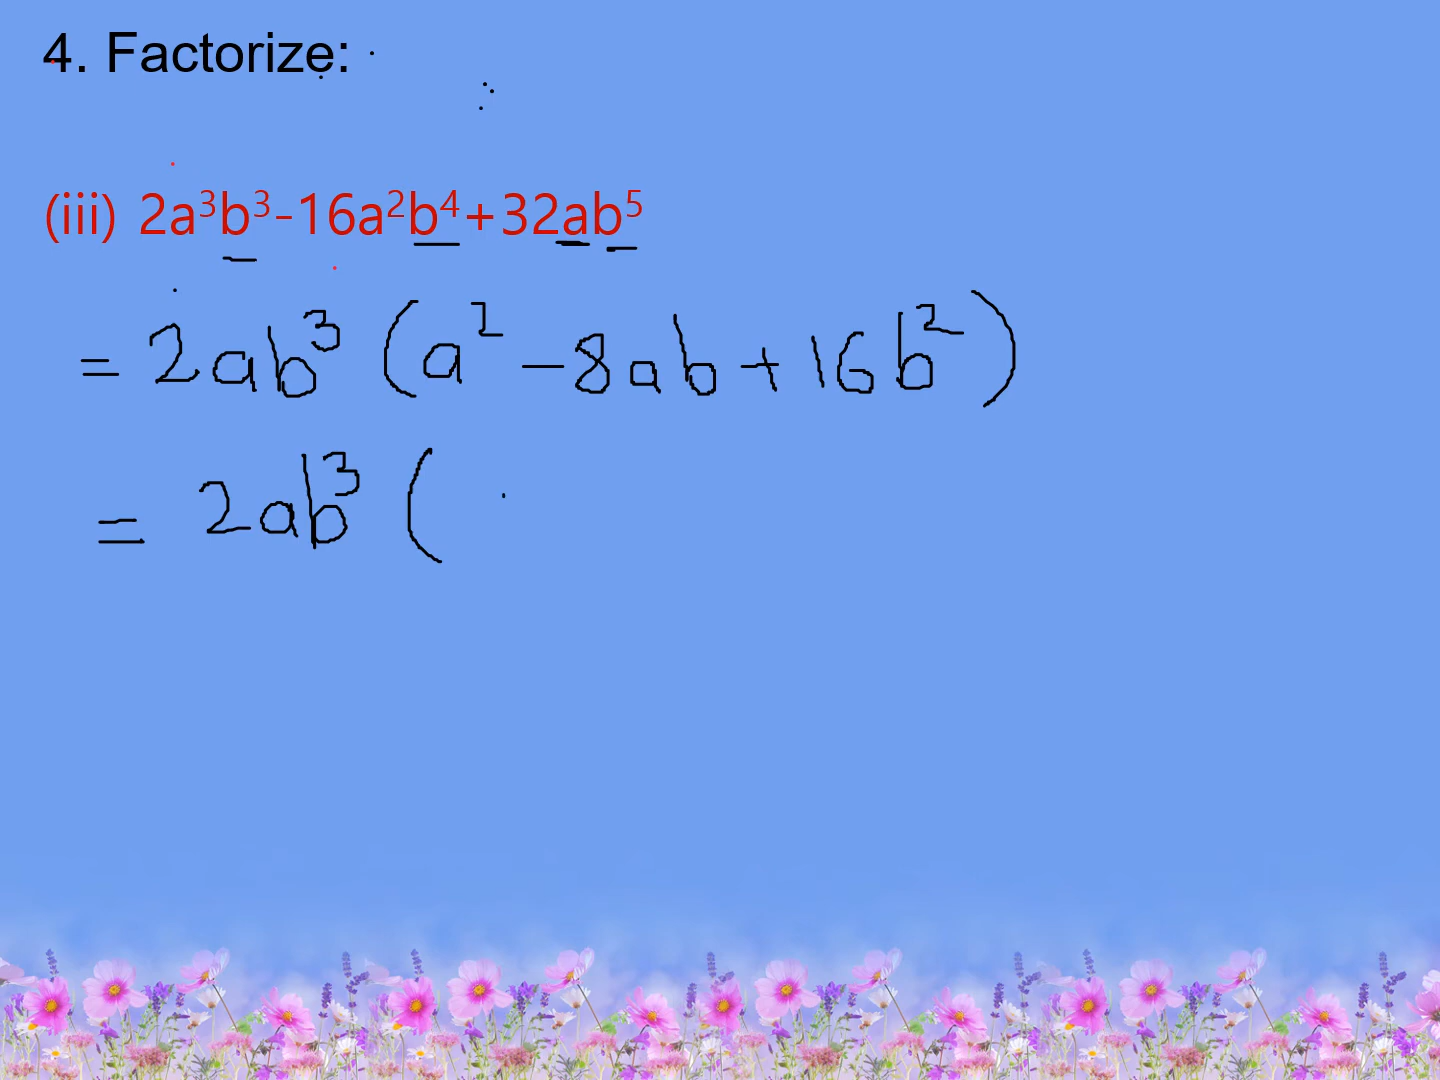 4. Factorize:
(iii) 2a³b³-16a²b⁴+32ab⁵
= 2ab³ (a² - 8ab + 16b²)
= 2ab³ (